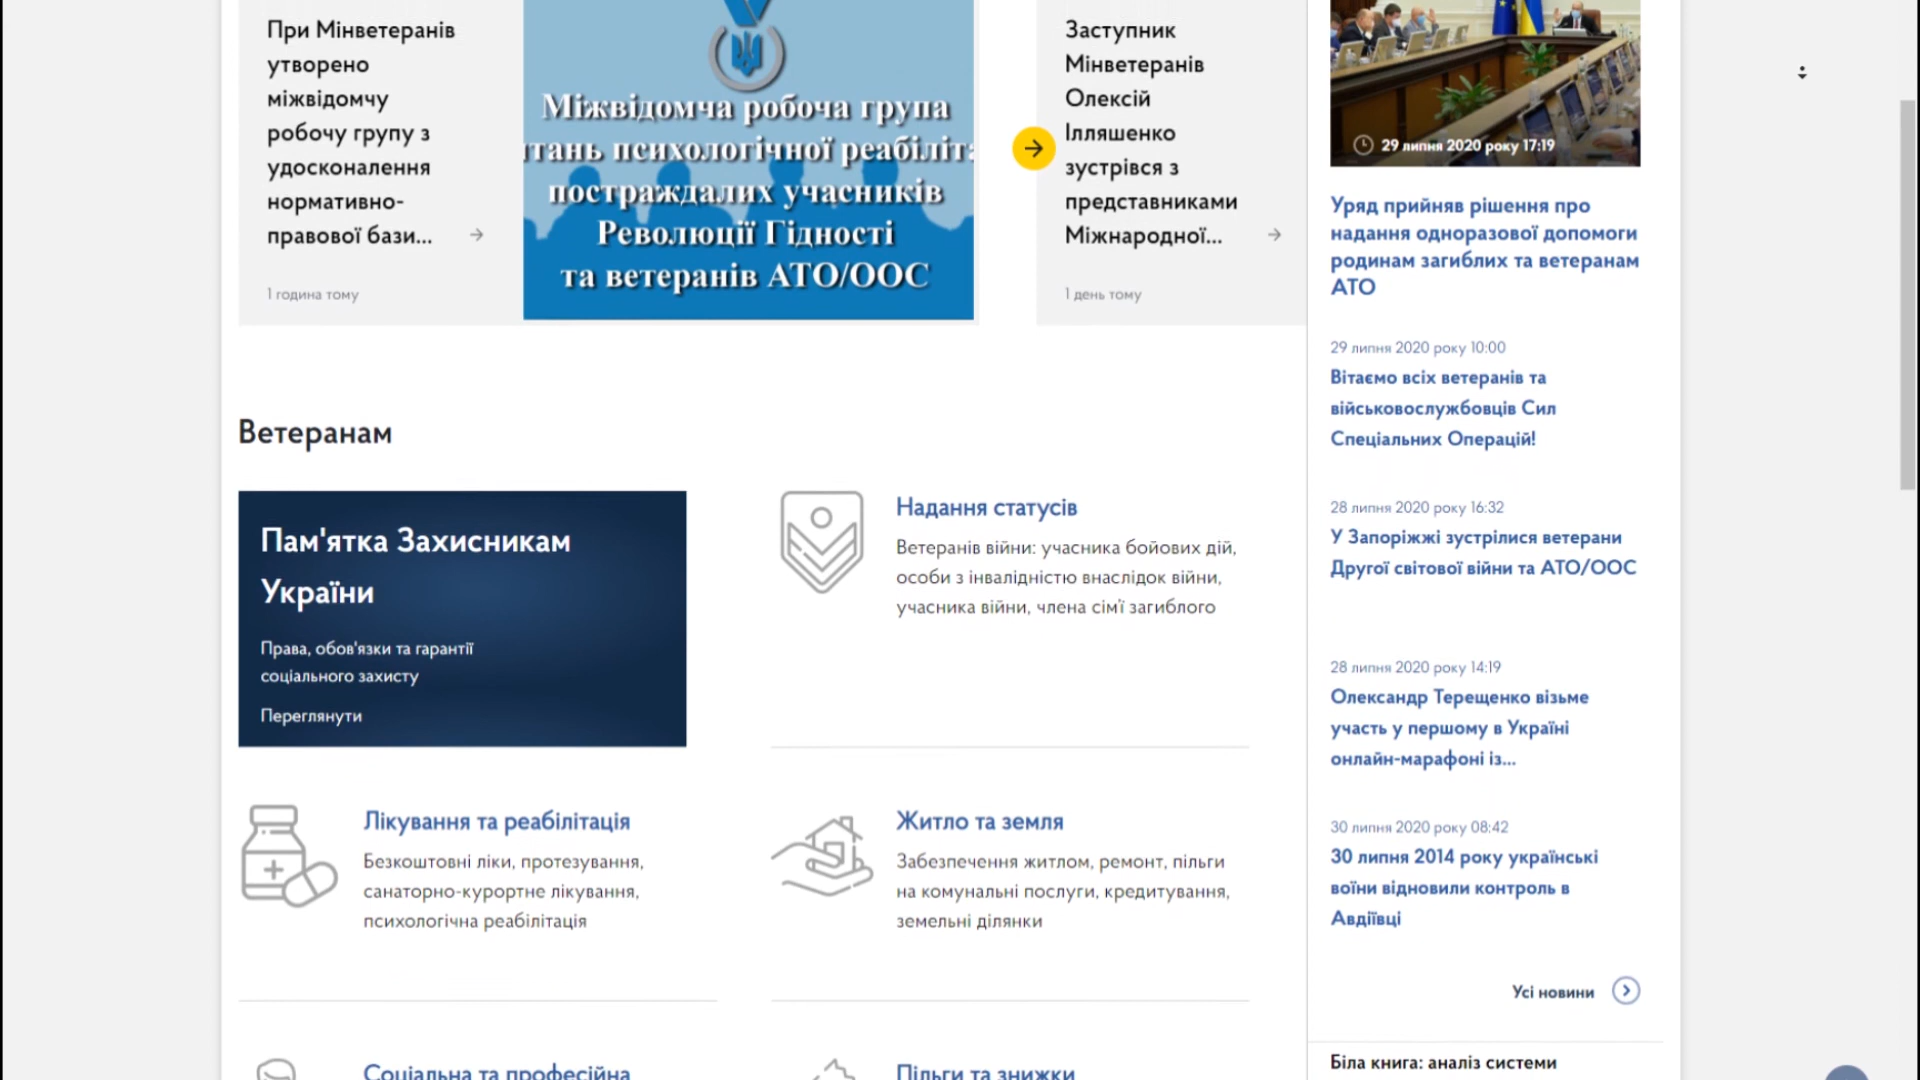 При Мінветеранів
утворено
міжвідомчу
робочу групу з
удосконалення
нормативно-
правової бази...
1 година тому
Міжвідомча робоча група
психологічної
постраждалих учасників
Революції Гідності
та ветеранів АТО/ООС
Заступник
Мінветеранів
Олексій
Ілляшенко
зустрівся з
представниками
Міжнародної...
1 день тому
Ветеранам
Пам'ятка Захисникам
України
Права, обов'язки та гарантії
соціального захисту
Переглянути
Надання статусів
Ветеранів війни: учасника бойових дій,
особи з інвалідністю внаслідок війни,
учасника війни, члена сім'ї загиблого
Лікування та реабілітація
Безкоштовні ліки, протезування,
санаторно-курортне лікування,
психологічна реабілітація
Житло та земля
Забезпечення житлом, ремонт, пільги
на комунальні послуги, кредитування,
земельні ділянки
Соціальна та професійна
Пільги та знижки
29 липня 2020 року 17:19
Уряд прийняв рішення про
надання одноразової допомоги
родинам загиблих та ветеранам
АТО
29 липня 2020 року 10:00
Вітаємо всіх ветеранів та
військовослужбовців Сил
Спеціальних Операцій!
28 липня 2020 року 16:32
У Запоріжжі зустрілися ветерани
Другої світової війни та АТО/ООС
28 липня 2020 року 14:19
Олександр Терещенко візьме
участь у першому в Україні
онлайн-марафоні із...
30 липня 2020 року 08:42
30 липня 2014 року українські
воїни відновили контроль в
Авдіївці
Усі новини
Біла книга: аналіз системи